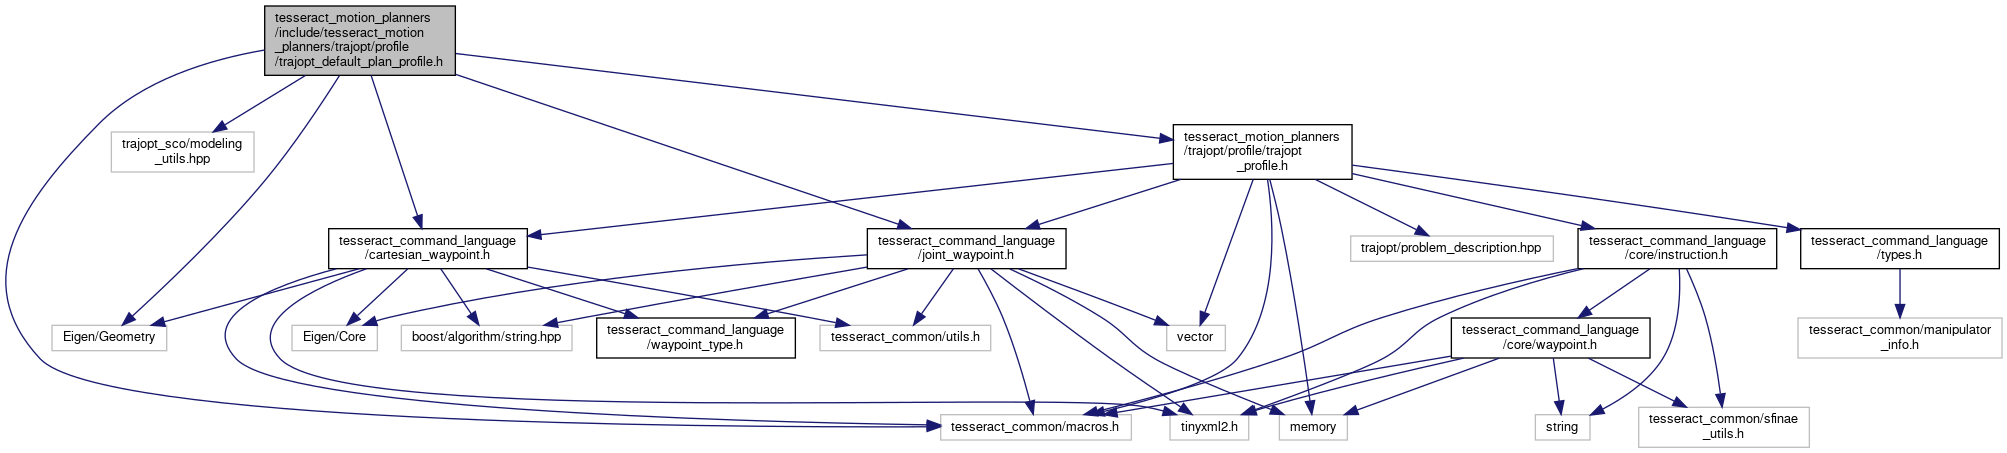 tesseract_motion_planners
/include/tesseract_motion
_planners/trajopt/profile
/trajopt_default_plan_profile.h
trajopt_sco/modeling
_utils.hpp
tesseract_motion_planners
/trajopt/profile/trajopt
_profile.h
tesseract_command_language
/cartesian_waypoint.h
tesseract_command_language
/joint_waypoint.h
trajopt/problem_description.hpp
tesseract_command_language
/core/instruction.h
tesseract_command_language
/types.h
Eigen/Geometry
Eigen/Core
boost/algorithm/string.hpp
tesseract_command_language
/waypoint_type.h
tesseract_common/utils.h
vector
tesseract_command_language
/core/waypoint.h
tesseract_common/manipulator
_info.h
tesseract_common/macros.h
tinyxml2.h
memory
string
tesseract_common/sfinae
_utils.h